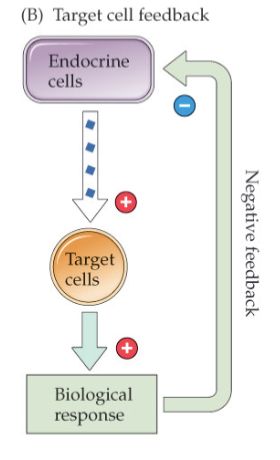 (B) Target cell feedback
Endocrine
cells
−
+
Target
cells
+
Biological
response
Negative feedback